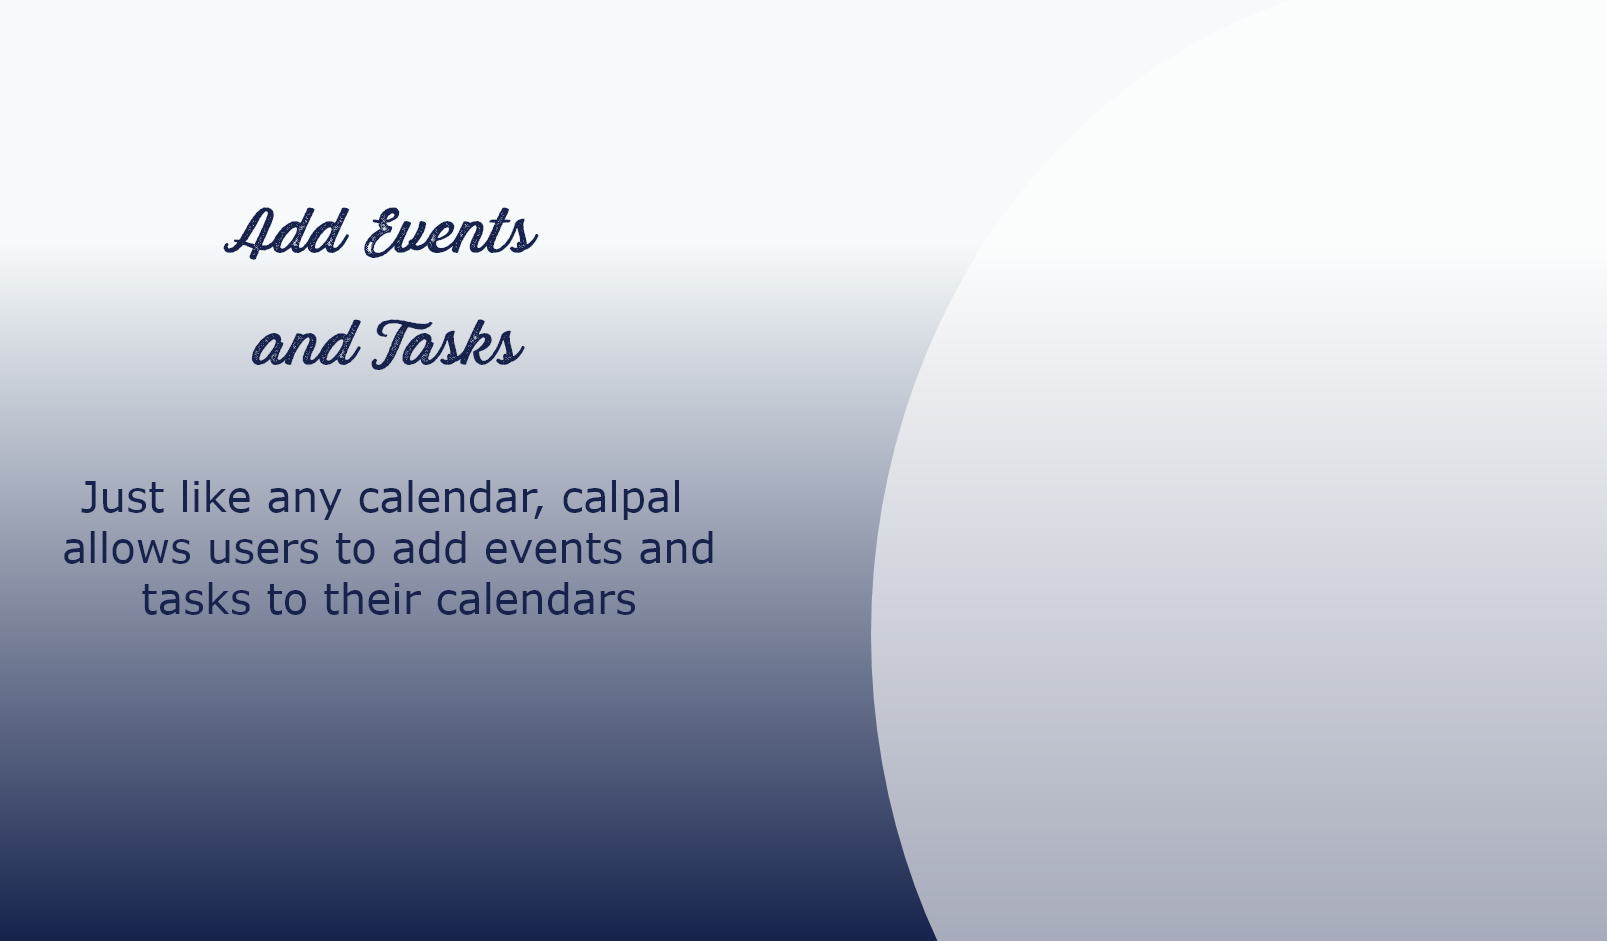 Add Events
and Tasks
Just like any calendar, calpal
allows users to add events and
tasks to their calendars